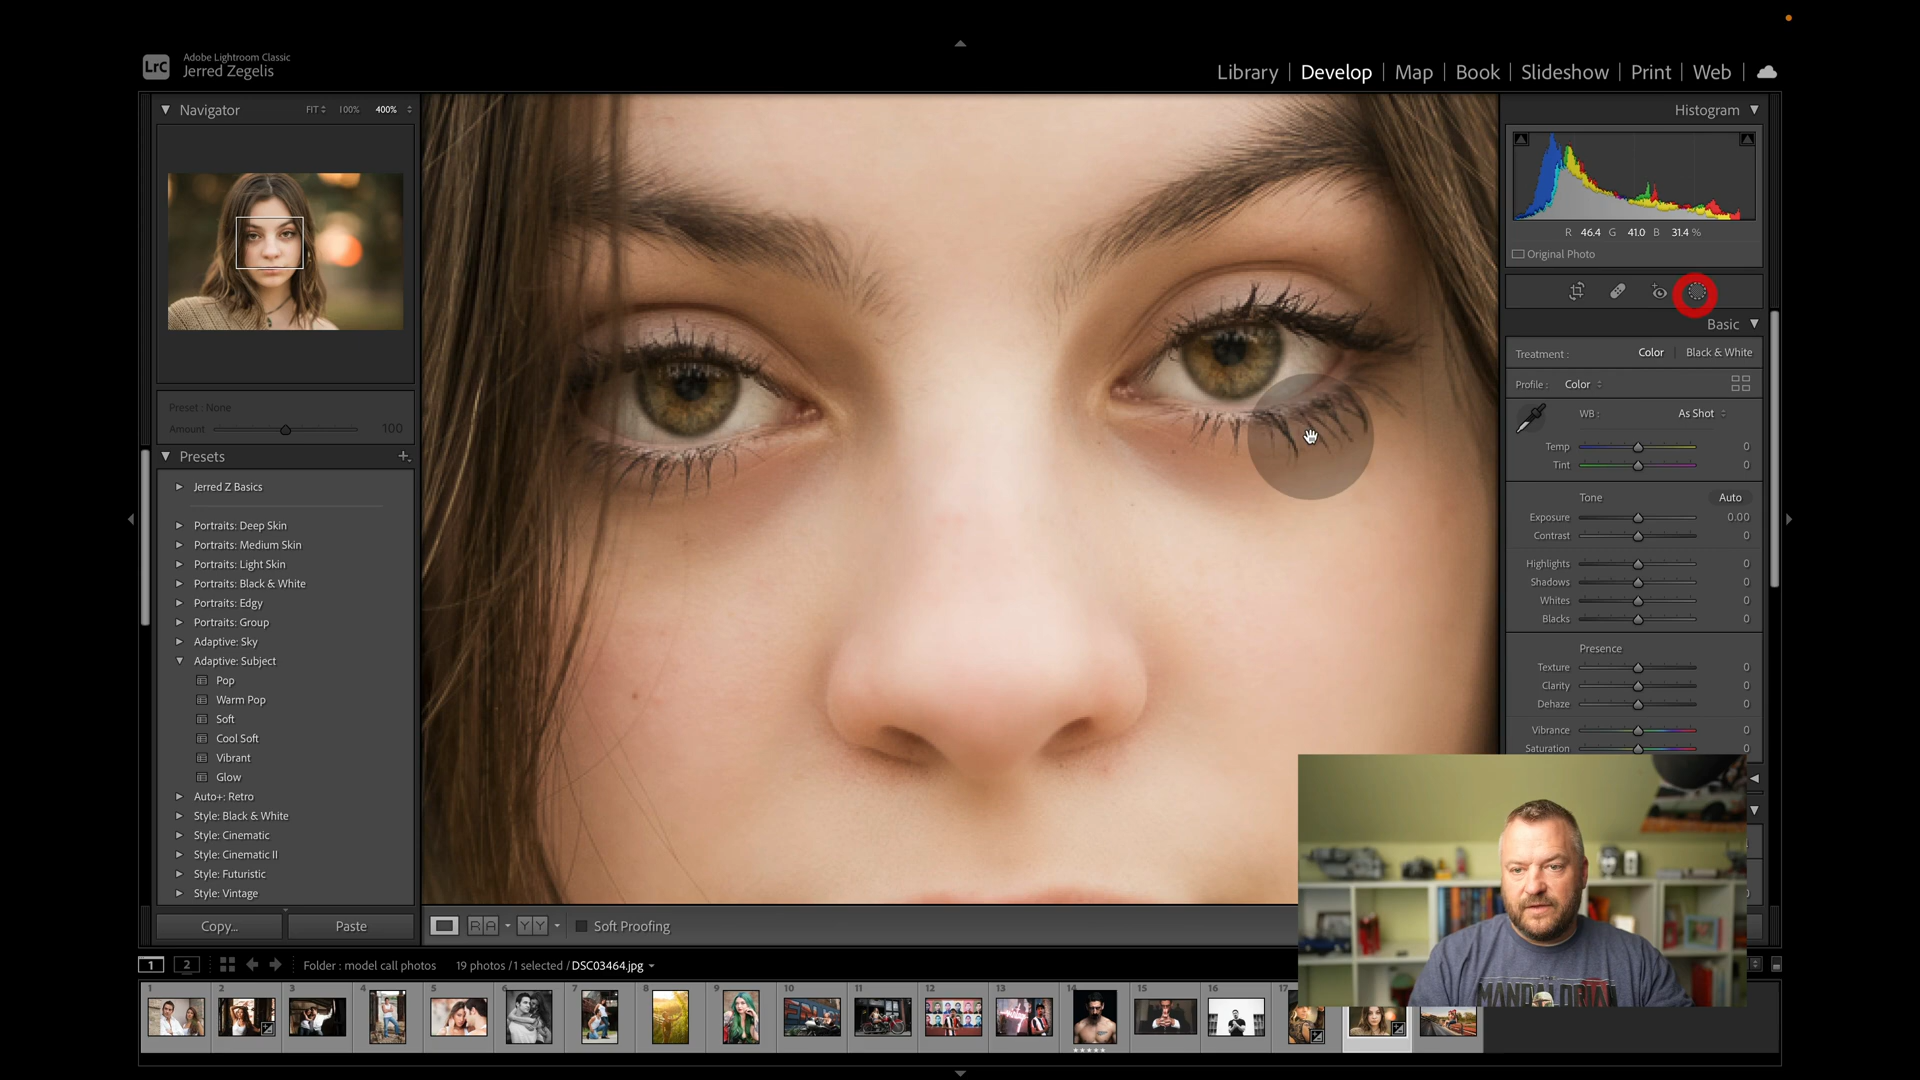 LrC
Adobe Lightroom Classic
Jerred Zegelis
Library | Develop | Map | Book | Slideshow | Print | Web
Navigator FIT 100% 400%
Preset : None
Amount 100
Presets
Jerred Z Basics
Portraits: Deep Skin
Portraits: Medium Skin
Portraits: Light Skin
Portraits: Black & White
Portraits: Edgy
Portraits: Group
Adaptive: Sky
Adaptive: Subject
Pop
Warm Pop
Soft
Cool Soft
Vibrant
Glow
Auto+: Retro
Style: Black & White
Style: Cinematic
Style: Cinematic II
Style: Futuristic
Style: Vintage
Copy... Paste
R A Y Y Soft Proofing
Histogram
R 46.4 G 41.0 B 31.4 %
Original Photo
Basic
Treatment : Color | Black & White
Profile : Color
WB : As Shot
Temp 0
Tint 0
Tone Auto
Exposure 0.00
Contrast 0
Highlights 0
Shadows 0
Whites 0
Blacks 0
Presence
Texture 0
Clarity 0
Dehaze 0
Vibrance 0
Saturation 0
MANDALORIAN
1 2 Folder : model call photos 19 photos /1 selected /DSC03464.jpg
1 2 3 4 5 6 7 8 9 10 11 12 13 14 15 16 17